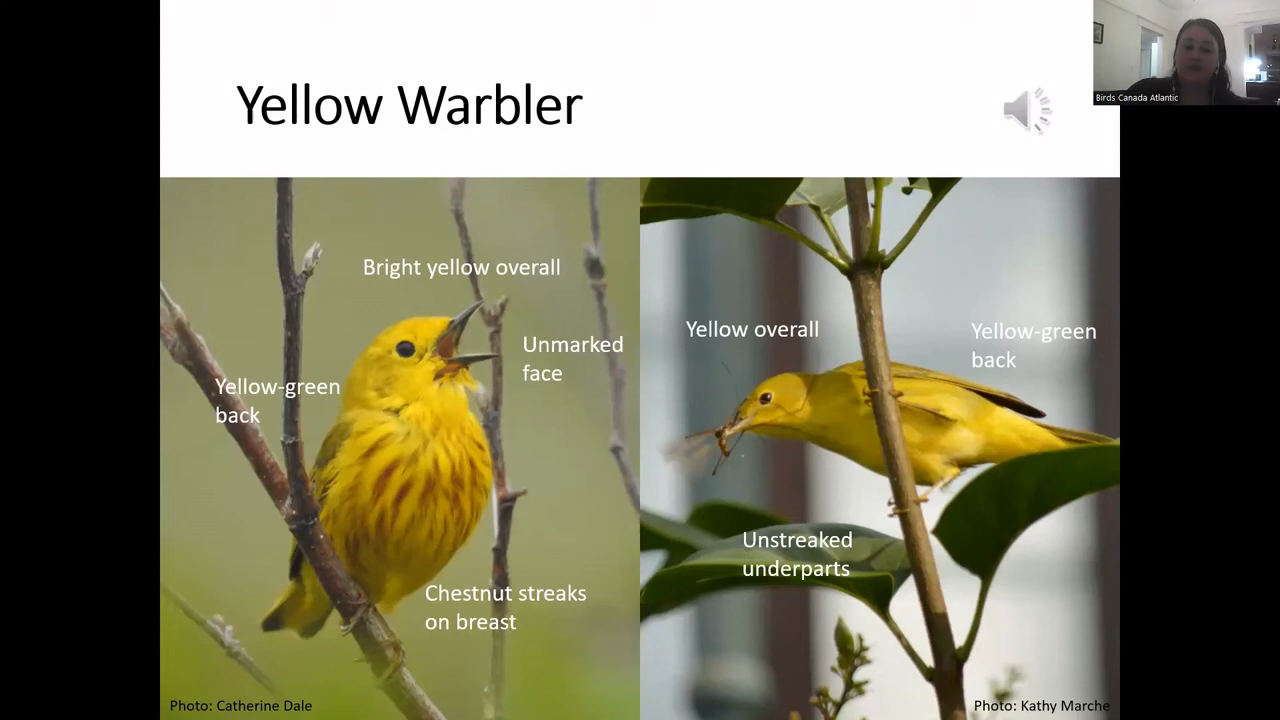 Yellow Warbler
Birds Canada Atlantic
Bright yellow overall
Unmarked
face
Yellow-green
back
Chestnut streaks
on breast
Photo: Catherine Dale
Yellow overall
Yellow-green
back
Unstreaked
underparts
Photo: Kathy Marche